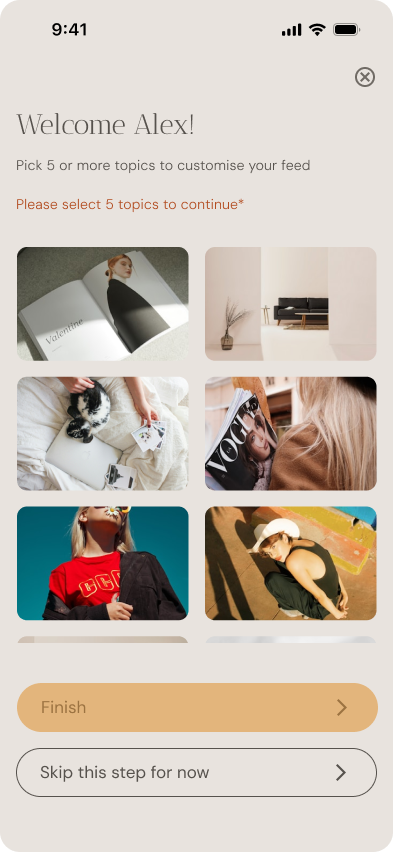 9:41
Welcome Alex!
Pick 5 or more topics to customise your feed
Please select 5 topics to continue*
Valentine
VOGUE
Finish
Skip this step for now